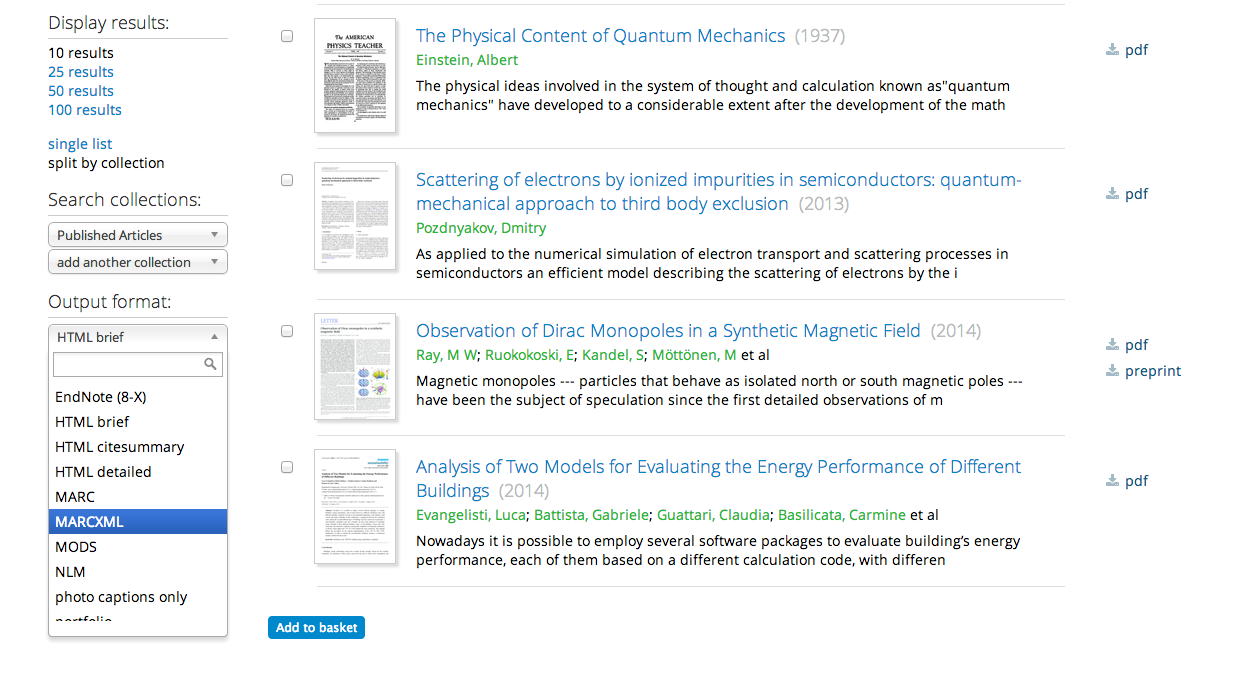 Display results:
10 results
25 results
50 results
100 results
single list
split by collection
Search collections:
Published Articles
add another collection
Output format:
HTML brief
EndNote (8-X)
HTML brief
HTML citesummary
HTML detailed
MARC
MARCXML
MODS
NLM
photo captions only
portfolio
The AMERICAN
PHYSICS TEACHER
The Physical Content of Quantum Mechanics (1937)
Einstein, Albert
The physical ideas involved in the system of thought and calculation known as"quantum
mechanics" have developed to a considerable extent after the development of the math
pdf
Scattering of electrons by ionized impurities in semiconductors: quantum-
mechanical approach to third body exclusion (2013)
Pozdnyakov, Dmitry
As applied to the numerical simulation of electron transport and scattering processes in
semiconductors an efficient model describing the scattering of electrons by the i
pdf
LETTER
Observation of Dirac Monopoles in a Synthetic Magnetic Field (2014)
Ray, M W; Ruokokoski, E; Kandel, S; Möttönen, M et al
Magnetic monopoles --- particles that behave as isolated north or south magnetic poles ---
have been the subject of speculation since the first detailed observations of m
pdf
preprint
Analysis of Two Models for Evaluating the Energy Performance of Different
Buildings (2014)
Evangelisti, Luca; Battista, Gabriele; Guattari, Claudia; Basilicata, Carmine et al
Nowadays it is possible to employ several software packages to evaluate building’s energy
performance, each of them based on a different calculation code, with differen
pdf
Add to basket